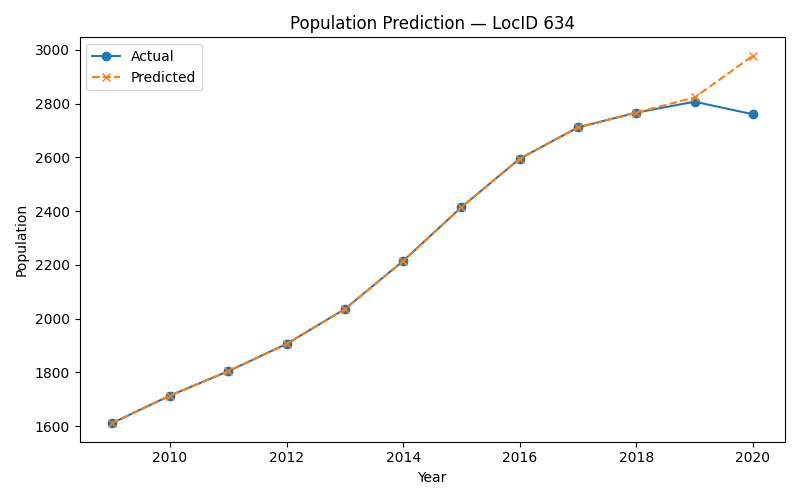 Population Prediction — LocID 634
Actual
Predicted
Population
3000
2800
2600
2400
2200
2000
1800
1600
2010 2012 2014 2016 2018 2020
Year